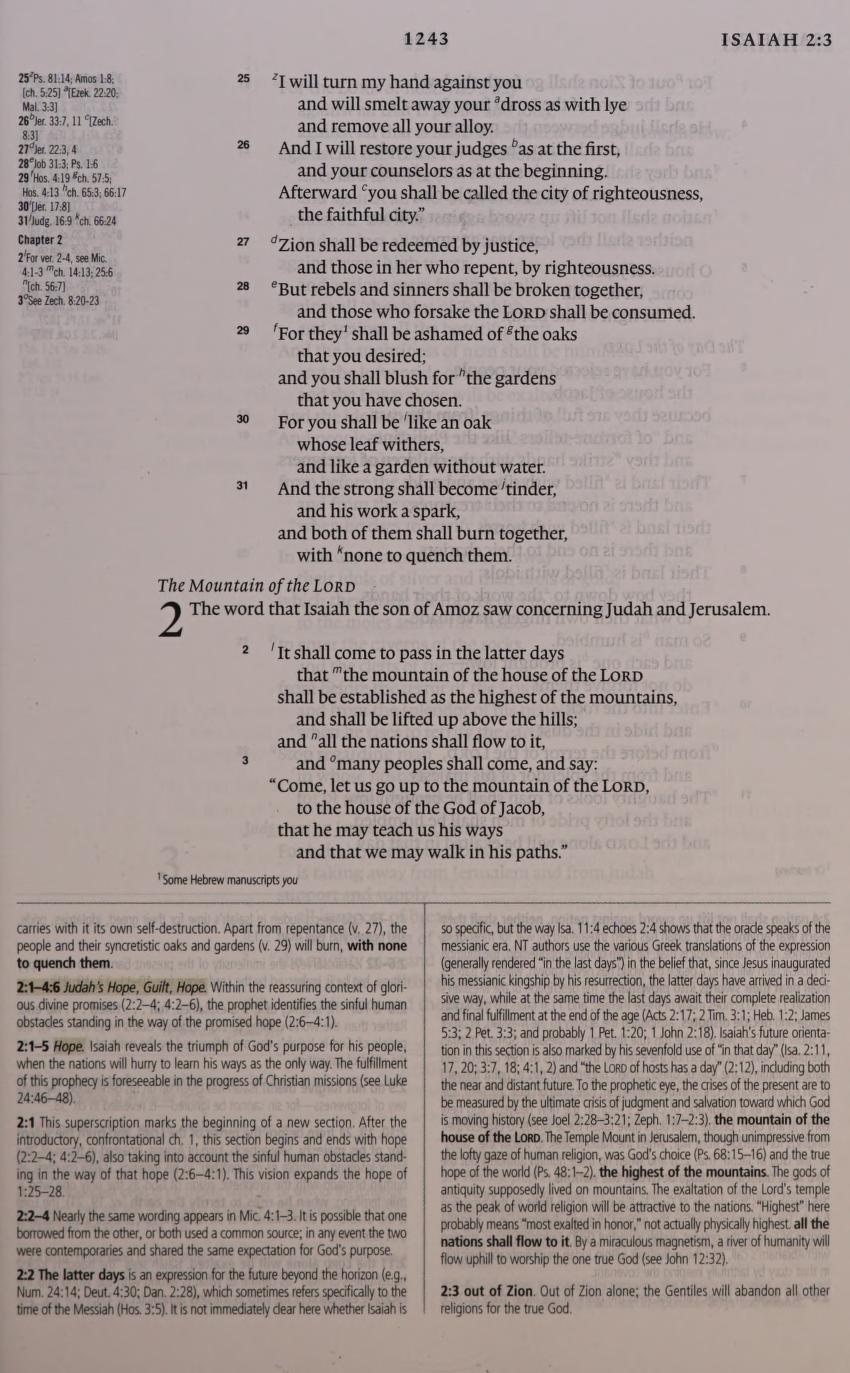 1243
ISAIAH 2:3
25 ᶻPs. 81:14; Amos 1:8;
[ch. 5:25] ᵃ[Ezek. 22:20;
Mal. 3:3]
26 ᵇJer. 33:7, 11 ᶜ[Zech.
8:3]
27 ᵈJer. 22:3, 4
28 ᵉJob 31:3; Ps. 1:6
29 ᶠHos. 4:19 ᵍch. 57:5;
Hos. 4:13 ʰch. 65:3; 66:17
30 ⁱ[Jer. 17:8]
31 ʲJudg. 16:9 ᵏch. 66:24
Chapter 2
2 ˡFor ver. 2-4, see Mic.
4:1-3 ᵐch. 14:13; 25:6
ⁿ[ch. 56:7]
3 ᵒSee Zech. 8:20-23
25 ᶻI will turn my hand against you
and will smelt away your ᵃdross as with lye
and remove all your alloy.
26 And I will restore your judges ᵇas at the first,
and your counselors as at the beginning.
Afterward ᶜyou shall be called the city of righteousness,
the faithful city.”
27 ᵈZion shall be redeemed by justice,
and those in her who repent, by righteousness.
28 ᵉBut rebels and sinners shall be broken together,
and those who forsake the LORD shall be consumed.
29 ᶠFor they¹ shall be ashamed of ᵍthe oaks
that you desired;
and you shall blush for ʰthe gardens
that you have chosen.
30 For you shall be ⁱlike an oak
whose leaf withers,
and like a garden without water.
31 And the strong shall become ʲtinder,
and his work a spark,
and both of them shall burn together,
with ᵏnone to quench them.
The Mountain of the LORD
2 The word that Isaiah the son of Amoz saw concerning Judah and Jerusalem.
2 ˡIt shall come to pass in the latter days
that ᵐthe mountain of the house of the LORD
shall be established as the highest of the mountains,
and shall be lifted up above the hills;
and ⁿall the nations shall flow to it,
3 and ᵒmany peoples shall come, and say:
“Come, let us go up to the mountain of the LORD,
to the house of the God of Jacob,
that he may teach us his ways
and that we may walk in his paths.”
¹ Some Hebrew manuscripts you
carries with it its own self-destruction. Apart from repentance (v. 27), the
people and their syncretistic oaks and gardens (v. 29) will burn, with none
to quench them.
2:1–4:6 Judah's Hope, Guilt, Hope. Within the reassuring context of glori-
ous divine promises (2:2–4; 4:2–6), the prophet identifies the sinful human
obstacles standing in the way of the promised hope (2:6–4:1).
2:1–5 Hope. Isaiah reveals the triumph of God's purpose for his people,
when the nations will hurry to learn his ways as the only way. The fulfillment
of this prophecy is foreseeable in the progress of Christian missions (see Luke
24:46–48).
2:1 This superscription marks the beginning of a new section. After the
introductory, confrontational ch. 1, this section begins and ends with hope
(2:2–4; 4:2–6), also taking into account the sinful human obstacles stand-
ing in the way of that hope (2:6–4:1). This vision expands the hope of
1:25–28.
2:2–4 Nearly the same wording appears in Mic. 4:1–3. It is possible that one
borrowed from the other, or both used a common source; in any event the two
were contemporaries and shared the same expectation for God's purpose.
2:2 The latter days is an expression for the future beyond the horizon (e.g.,
Num. 24:14; Deut. 4:30; Dan. 2:28), which sometimes refers specifically to the
time of the Messiah (Hos. 3:5). It is not immediately clear here whether Isaiah is
so specific, but the way Isa. 11:4 echoes 2:4 shows that the oracle speaks of the
messianic era. NT authors use the various Greek translations of the expression
(generally rendered “in the last days”) in the belief that, since Jesus inaugurated
his messianic kingship by his resurrection, the latter days have arrived in a deci-
sive way, while at the same time the last days await their complete realization
and final fulfillment at the end of the age (Acts 2:17; 2 Tim. 3:1; Heb. 1:2; James
5:3; 2 Pet. 3:3; and probably 1 Pet. 1:20; 1 John 2:18). Isaiah's future orienta-
tion in this section is also marked by his sevenfold use of “in that day” (Isa. 2:11,
17, 20; 3:7, 18; 4:1, 2) and “the LORD of hosts has a day” (2:12), including both
the near and distant future. To the prophetic eye, the crises of the present are to
be measured by the ultimate crisis of judgment and salvation toward which God
is moving history (see Joel 2:28–3:21; Zeph. 1:7–2:3). the mountain of the
house of the LORD. The Temple Mount in Jerusalem, though unimpressive from
the lofty gaze of human religion, was God's choice (Ps. 68:15–16) and the true
hope of the world (Ps. 48:1–2). the highest of the mountains. The gods of
antiquity supposedly lived on mountains. The exaltation of the Lord's temple
as the peak of world religion will be attractive to the nations. “Highest” here
probably means “most exalted in honor,” not actually physically highest. all the
nations shall flow to it. By a miraculous magnetism, a river of humanity will
flow uphill to worship the one true God (see John 12:32).
2:3 out of Zion. Out of Zion alone; the Gentiles will abandon all other
religions for the true God.